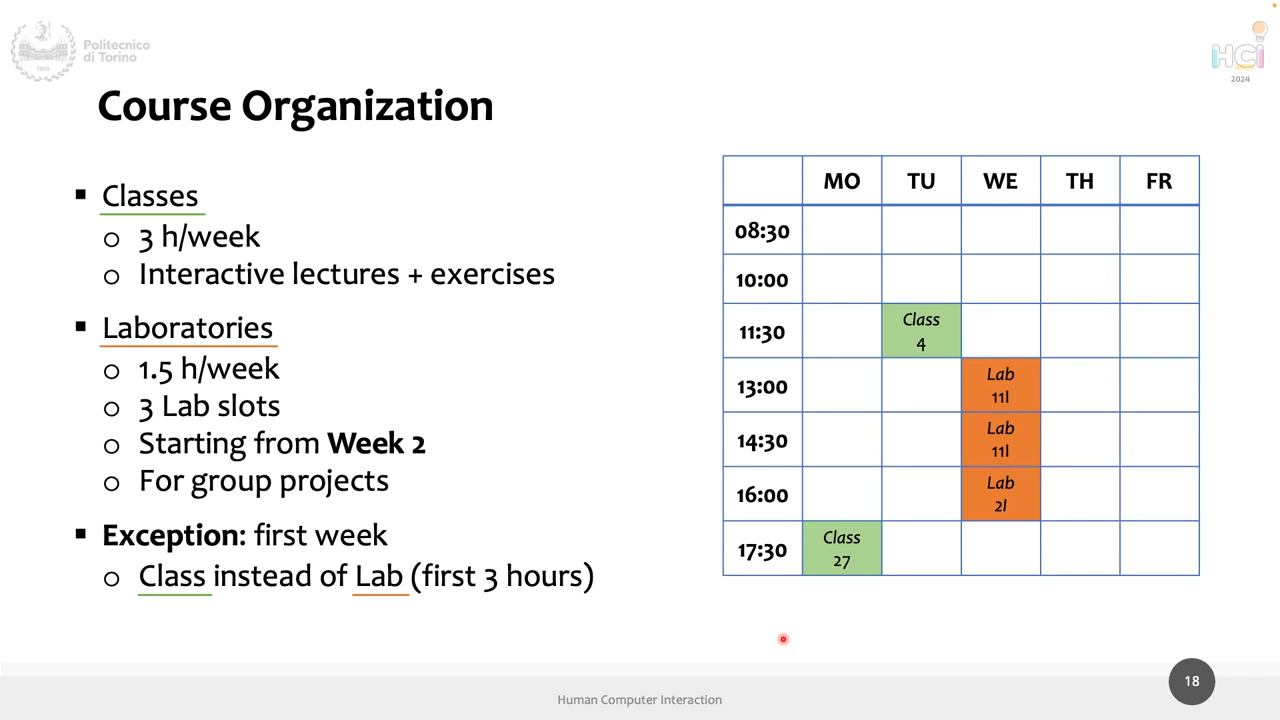 Politecnico
di Torino
1859
HCI
2024
Course Organization
Classes
3 h/week
Interactive lectures + exercises
Laboratories
1.5 h/week
3 Lab slots
Starting from Week 2
For group projects
Exception: first week
Class instead of Lab (first 3 hours)
MO TU WE TH FR
08:30
10:00
11:30 Class 4
13:00 Lab 11I
14:30 Lab 11I
16:00 Lab 2I
17:30 Class 27
Human Computer Interaction
18